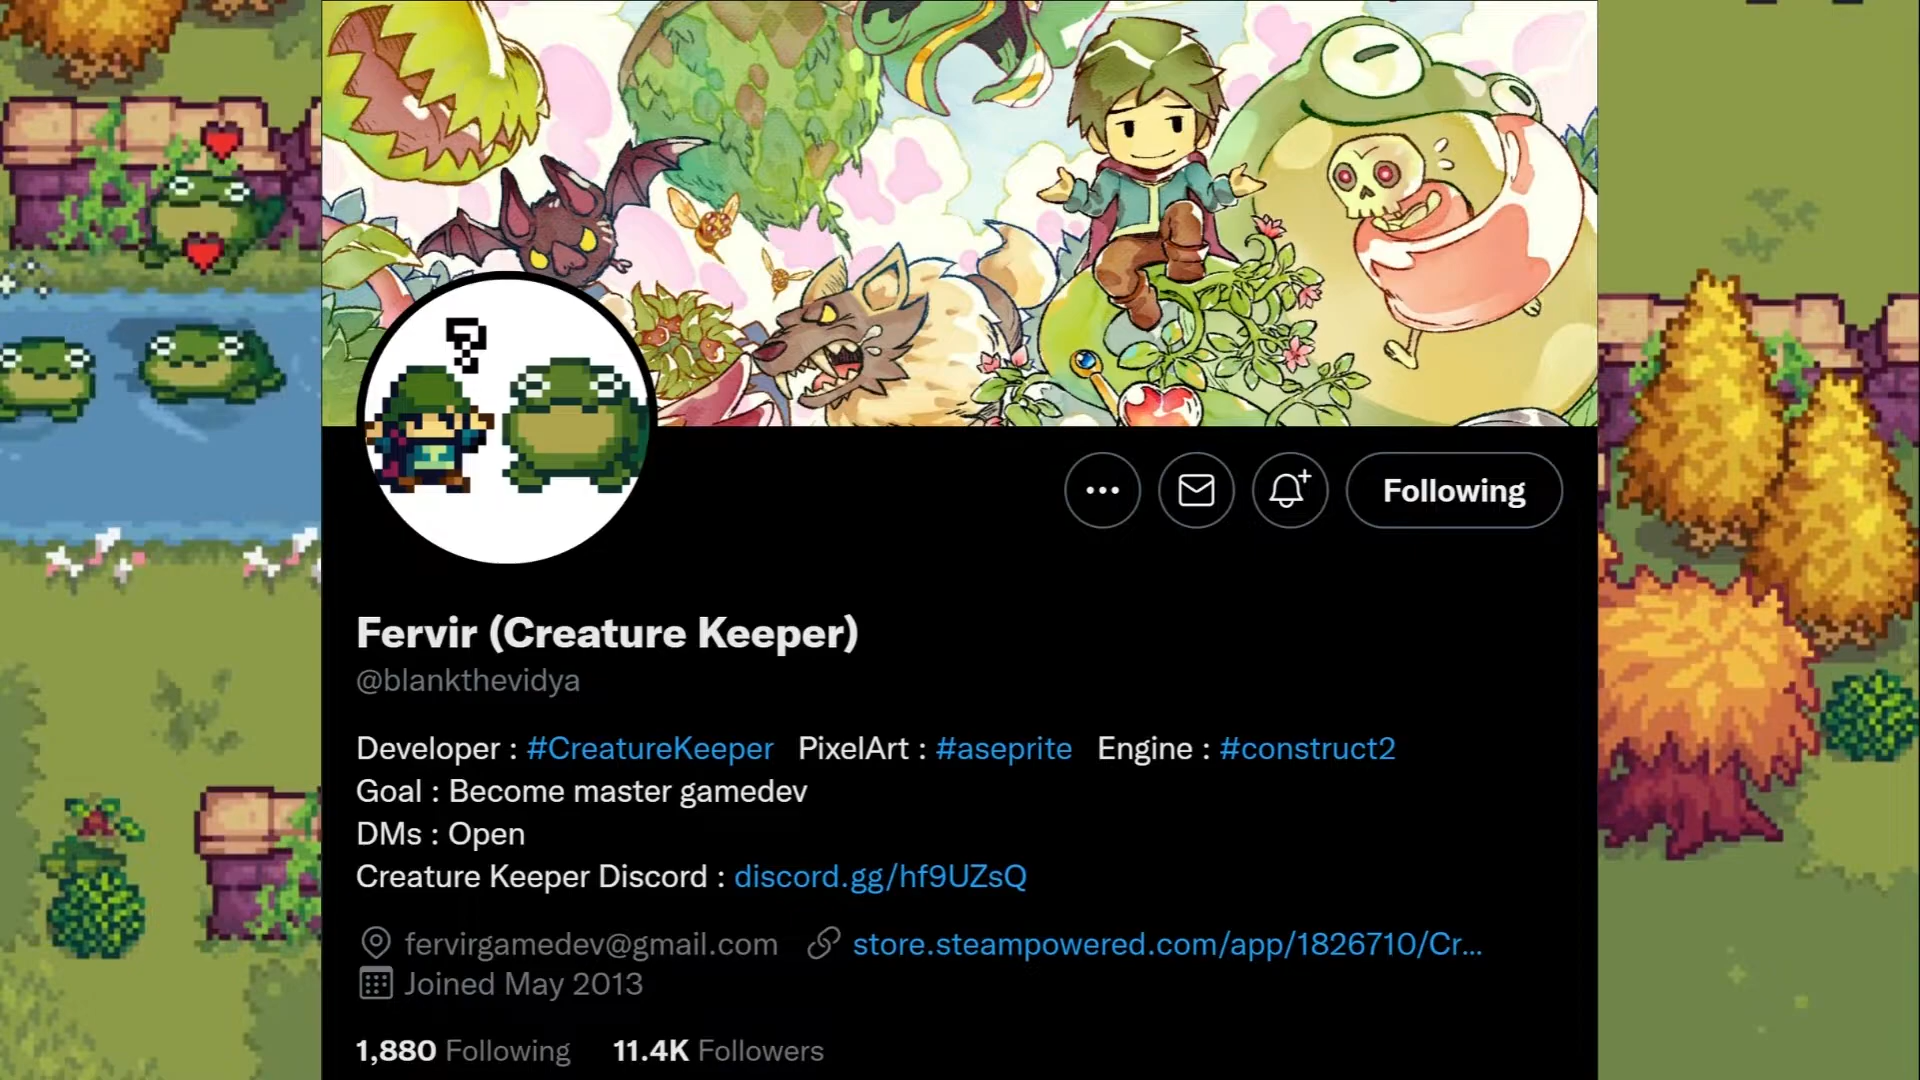 Following
Fervir (Creature Keeper)
@blankthevidya
Developer : #CreatureKeeper PixelArt : #aseprite Engine : #construct2
Goal : Become master gamedev
DMs : Open
Creature Keeper Discord : discord.gg/hf9UZsQ
fervirgamedev@gmail.com store.steampowered.com/app/1826710/Cr...
Joined May 2013
1,880 Following 11.4K Followers